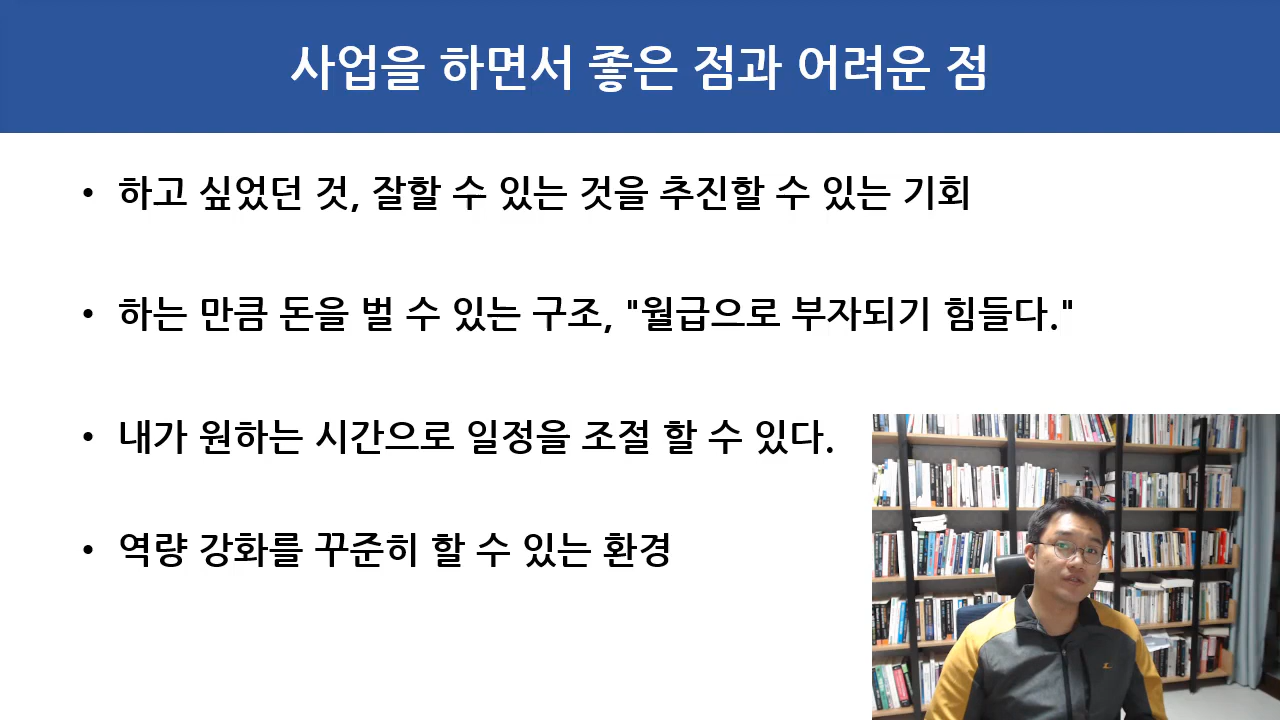 사업을 하면서 좋은 점과 어려운 점
• 하고 싶었던 것, 잘할 수 있는 것을 추진할 수 있는 기회
• 하는 만큼 돈을 벌 수 있는 구조, "월급으로 부자되기 힘들다."
• 내가 원하는 시간으로 일정을 조절 할 수 있다.
• 역량 강화를 꾸준히 할 수 있는 환경